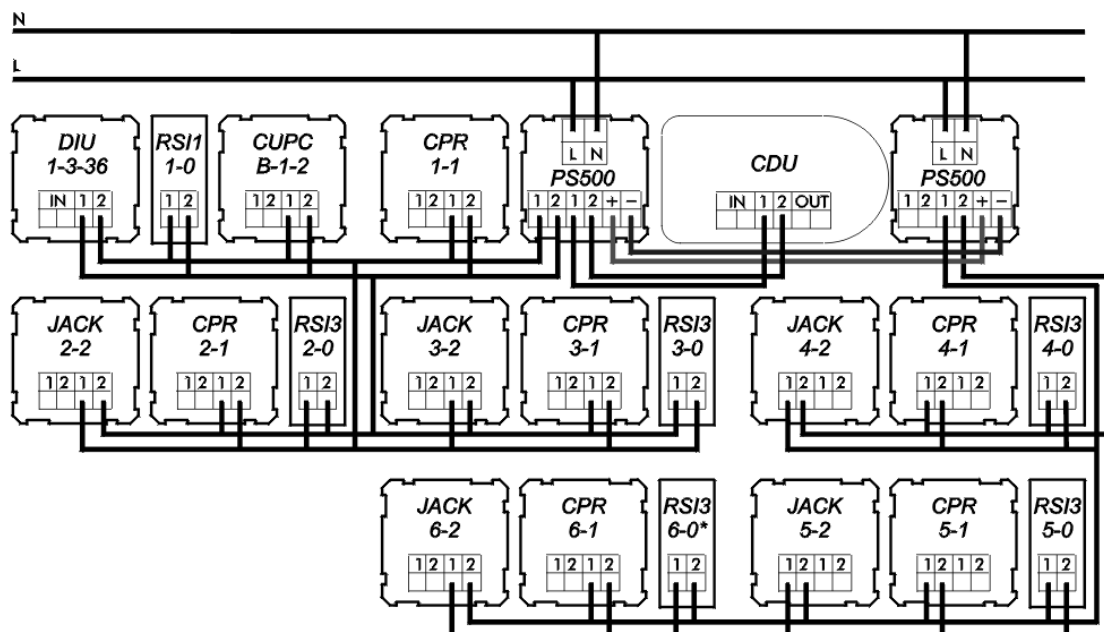 N
L
DIU
1-3-36
IN 1 2
RSI1
1-0
1 2
CUPC
B-1-2
1 2 1 2
CPR
1-1
1 2 1 2
L N
PS500
1 2 1 2 + -
CDU
IN 1 2 OUT
L N
PS500
1 2 1 2 + -
JACK
2-2
1 2 1 2
CPR
2-1
1 2 1 2
RSI3
2-0
1 2
JACK
3-2
1 2 1 2
CPR
3-1
1 2 1 2
RSI3
3-0
1 2
JACK
4-2
1 2 1 2
CPR
4-1
1 2 1 2
RSI3
4-0
1 2
JACK
6-2
1 2 1 2
CPR
6-1
1 2 1 2
RSI3
6-0*
1 2
JACK
5-2
1 2 1 2
CPR
5-1
1 2 1 2
RSI3
5-0
1 2